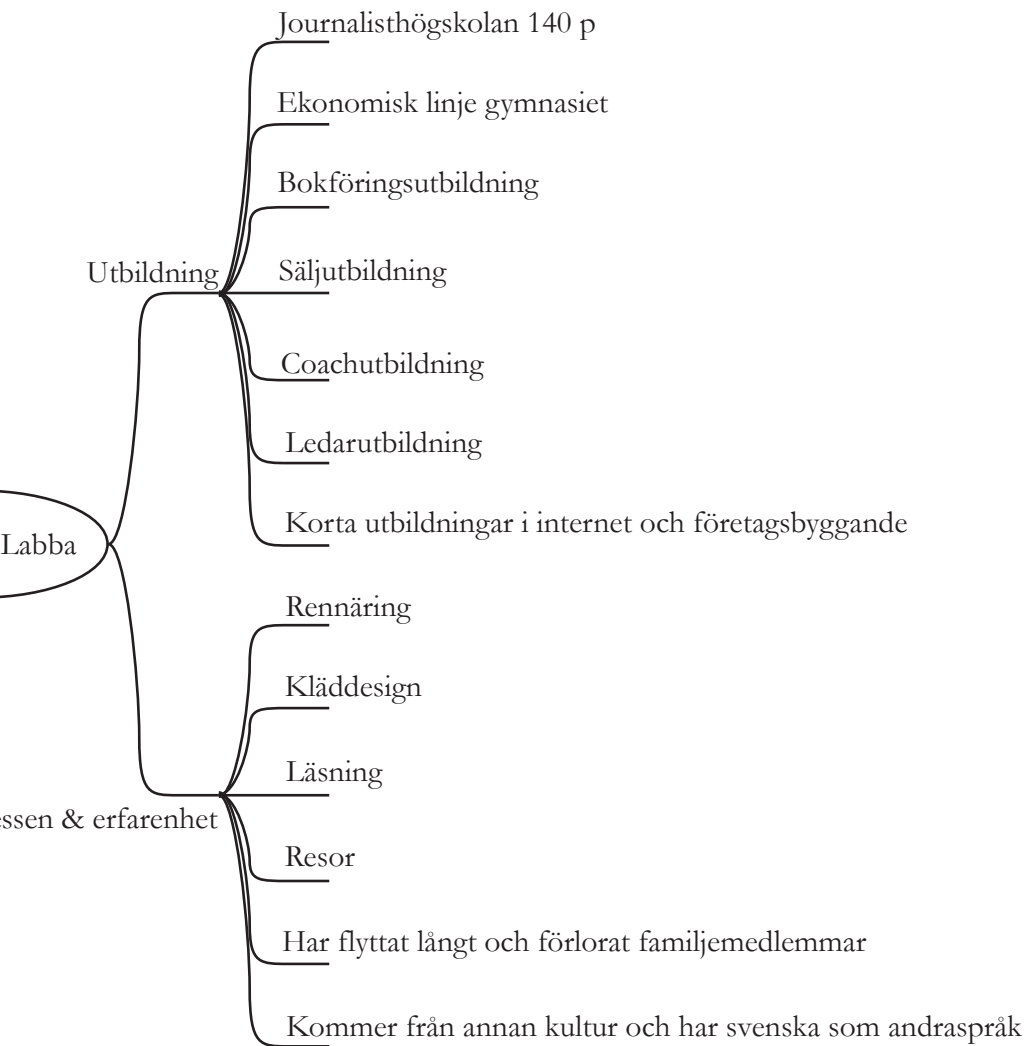 Journalisthögskolan 140 p
Ekonomisk linje gymnasiet
Bokföringsutbildning
Utbildning
Säljutbildning
Coachutbildning
Ledarutbildning
Korta utbildningar i internet och företagsbyggande
Labba
Rennäring
Kläddesign
Läsning
essen & erfarenhet
Resor
Har flyttat långt och förlorat familjemedlemmar
Kommer från annan kultur och har svenska som andraspråk